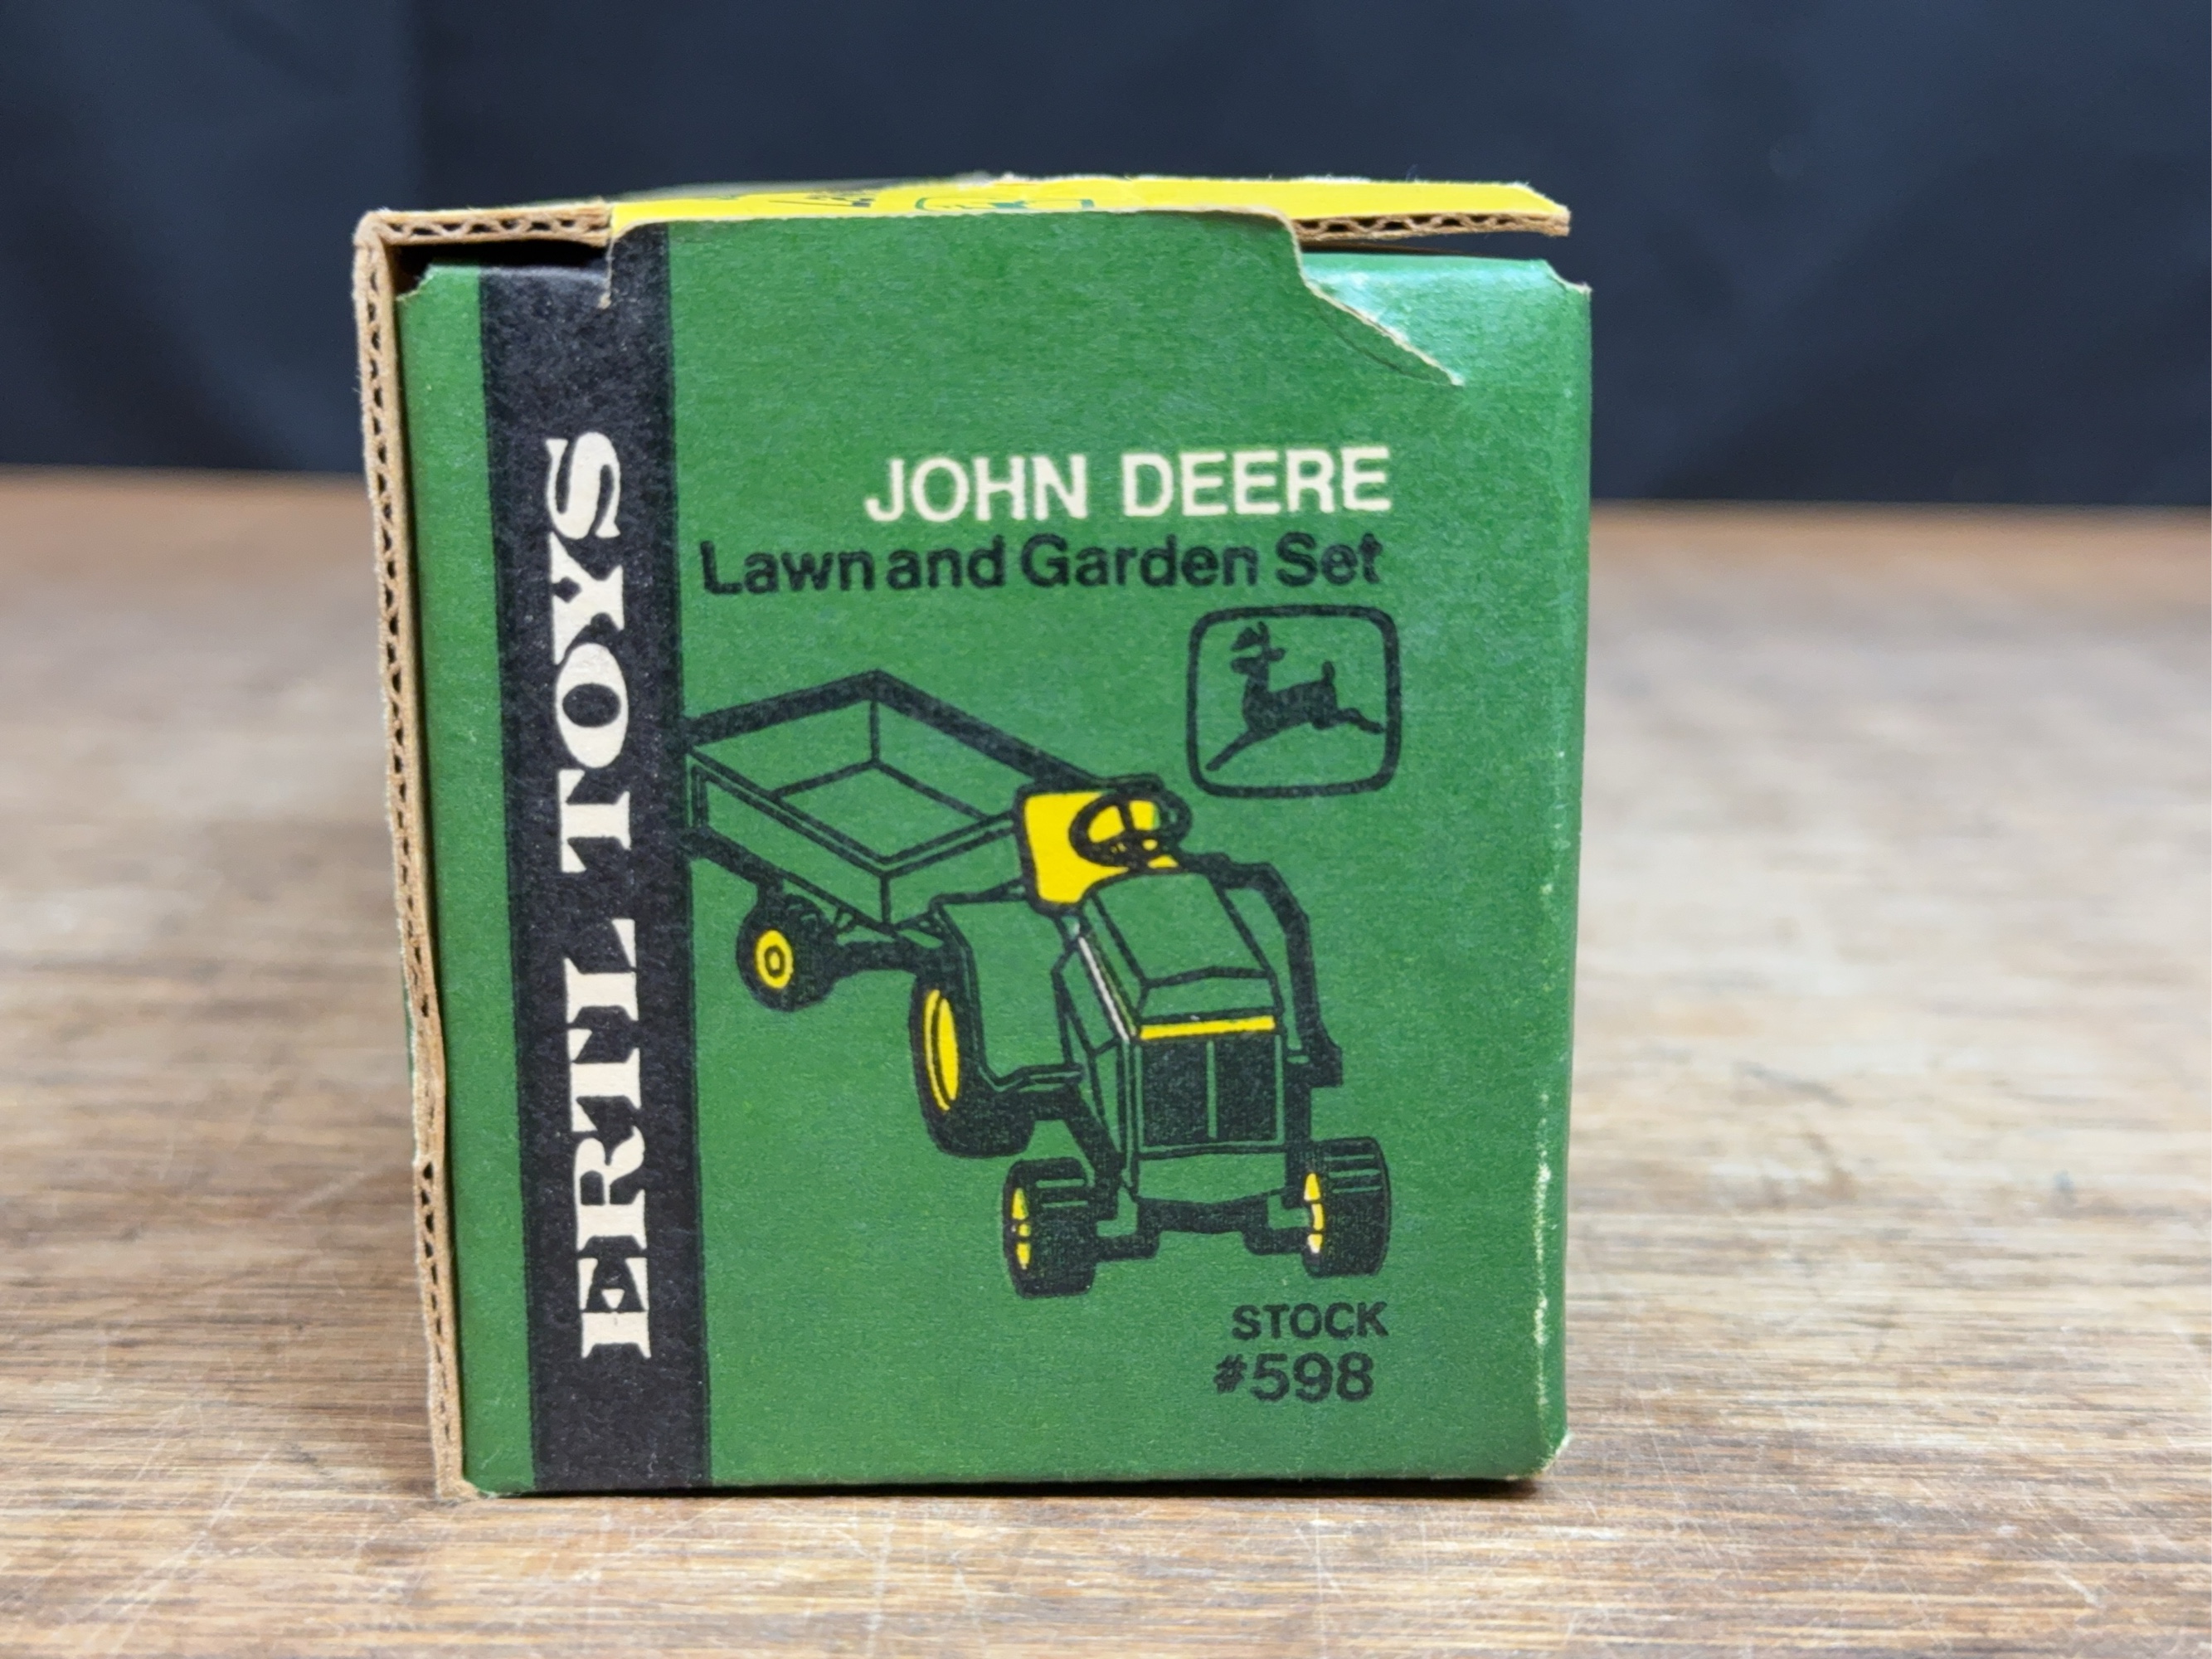 ERTL TOYS
JOHN DEERE
Lawn and Garden Set
STOCK
#598